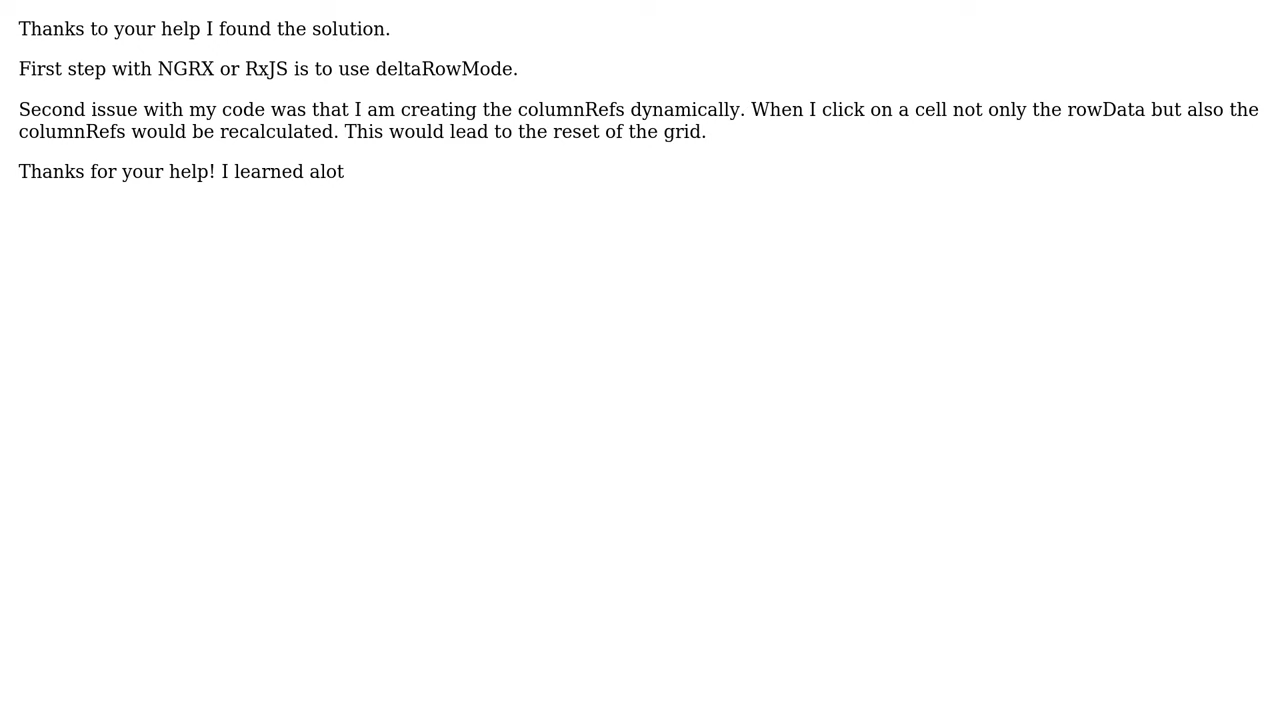 Thanks to your help I found the solution.
First step with NGRX or RxJS is to use deltaRowMode.
Second issue with my code was that I am creating the columnRefs dynamically. When I click on a cell not only the rowData but also the
columnRefs would be recalculated. This would lead to the reset of the grid.
Thanks for your help! I learned alot